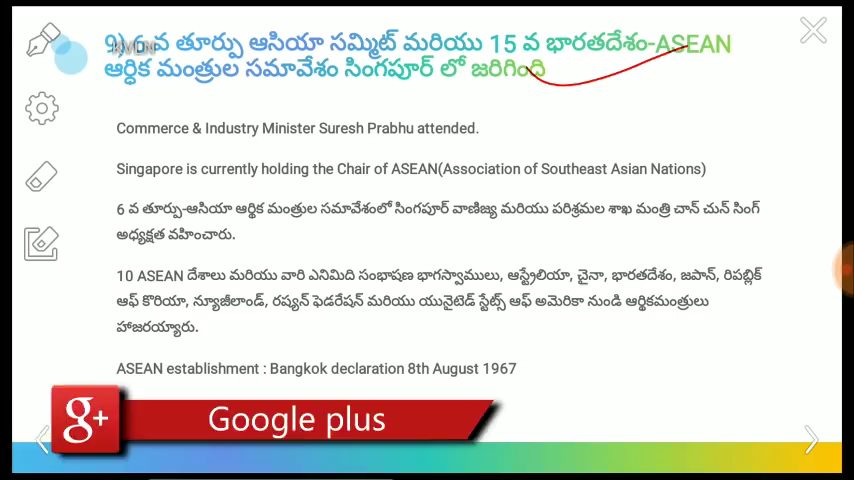 9) 6 వ తూర్పు ఆసియా సమ్మిట్ మరియు 15 వ భారతదేశం-ASEAN
ఆర్ధిక మంత్రుల సమావేశం సింగపూర్ లో జరిగింది
Commerce & Industry Minister Suresh Prabhu attended.
Singapore is currently holding the Chair of ASEAN(Association of Southeast Asian Nations)
6 వ తూర్పు-ఆసియా ఆర్థిక మంత్రుల సమావేశంలో సింగపూర్ వాణిజ్య మరియు పరిశ్రమల శాఖ మంత్రి చాన్ చున్ సింగ్
అధ్యక్షత వహించారు.
10 ASEAN దేశాలు మరియు వారి ఎనిమిది సంభాషణ భాగస్వాములు, ఆస్ట్రేలియా, చైనా, భారతదేశం, జపాన్, రిపబ్లిక్
ఆఫ్ కొరియా, న్యూజీలాండ్, రష్యన్ ఫెడరేషన్ మరియు యునైటెడ్ స్టేట్స్ ఆఫ్ అమెరికా నుండి ఆర్థికమంత్రులు
హాజరయ్యారు.
ASEAN establishment : Bangkok declaration 8th August 1967
g+ Google plus